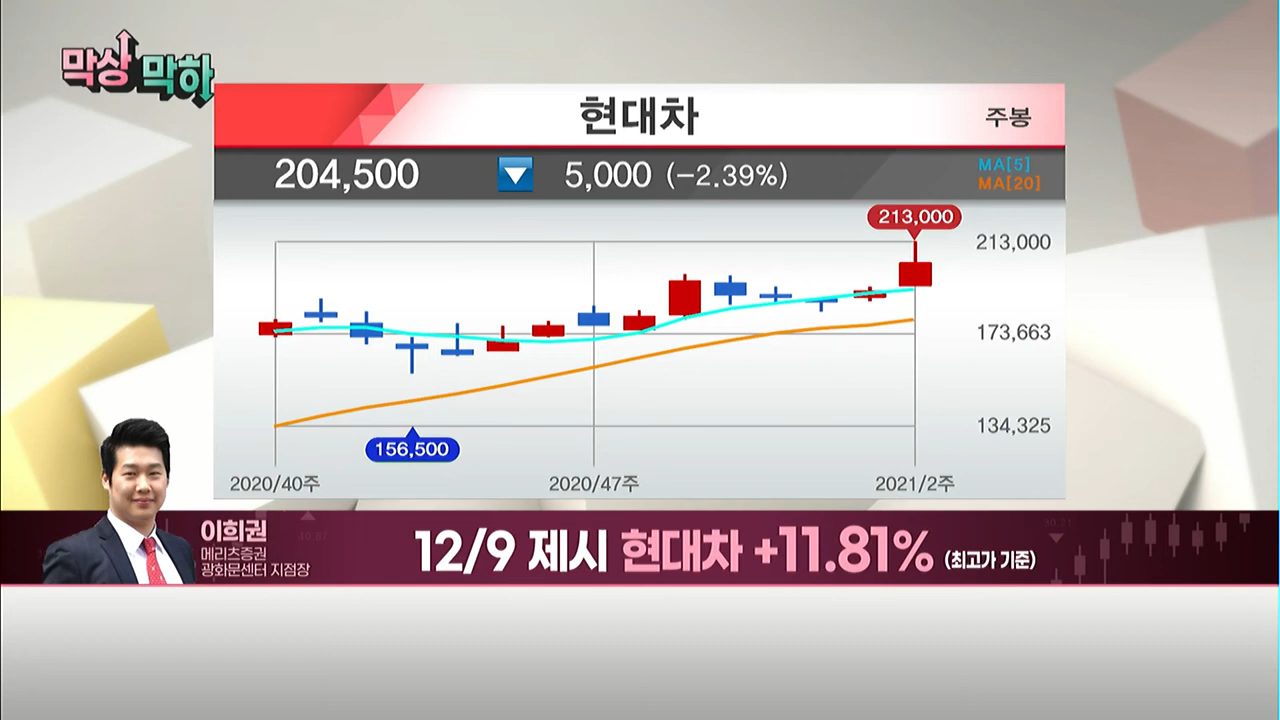 막상 막하
현대차
주봉
204,500 ▼ 5,000 (-2.39%)
MA[5]
MA[20]
213,000
213,000
173,663
134,325
156,500
2020/40주 2020/47주 2021/2주
이희권
메리츠증권
광화문센터 지점장
12/9 제시 현대차 +11.81% (최고가 기준)